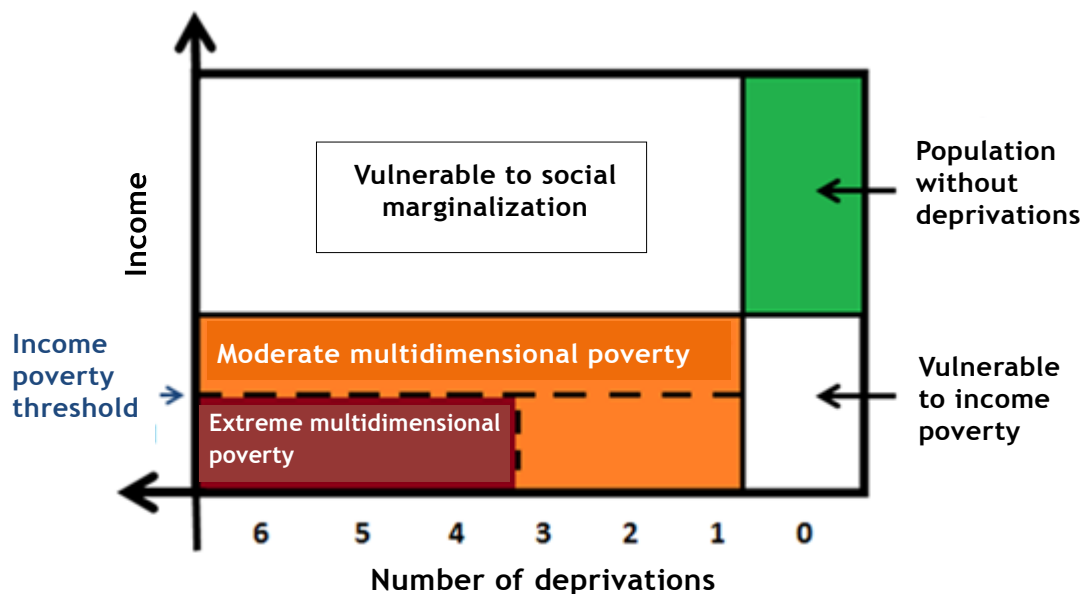 Income
Vulnerable to social
marginalization
Population
without
deprivations
Income
poverty
threshold
Moderate multidimensional poverty
Extreme multidimensional
poverty
Vulnerable
to income
poverty
6 5 4 3 2 1 0
Number of deprivations